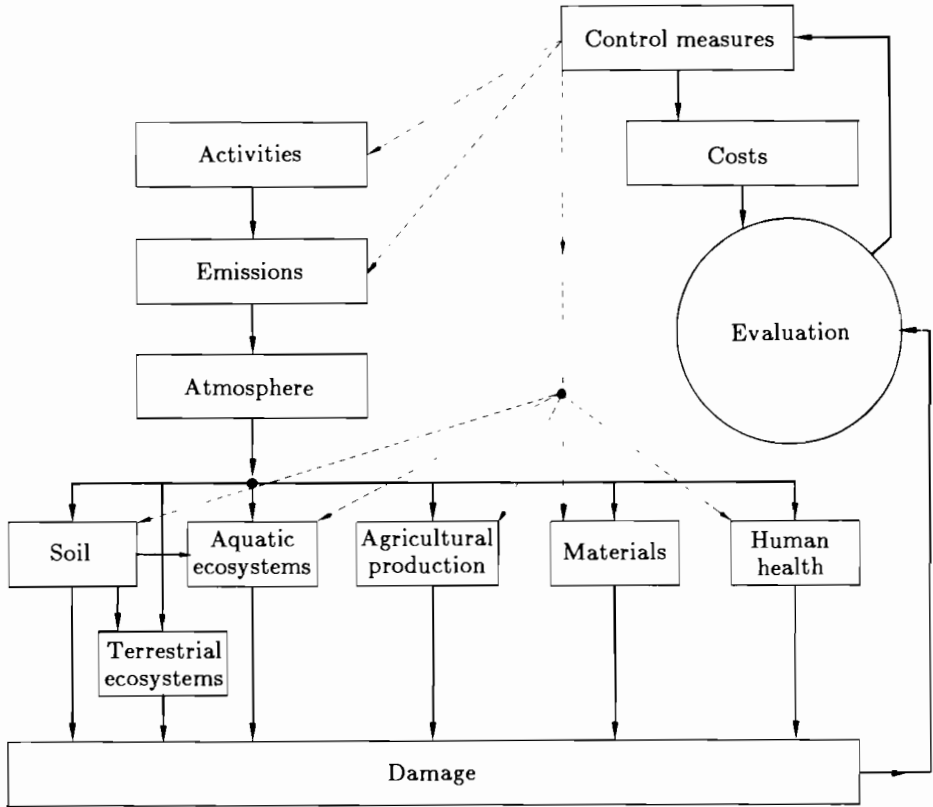 Control measures
Activities
Costs
Emissions
Evaluation
Atmosphere
Soil
Aquatic
ecosystems
Agricultural
production
Materials
Human
health
Terrestrial
ecosystems
Damage